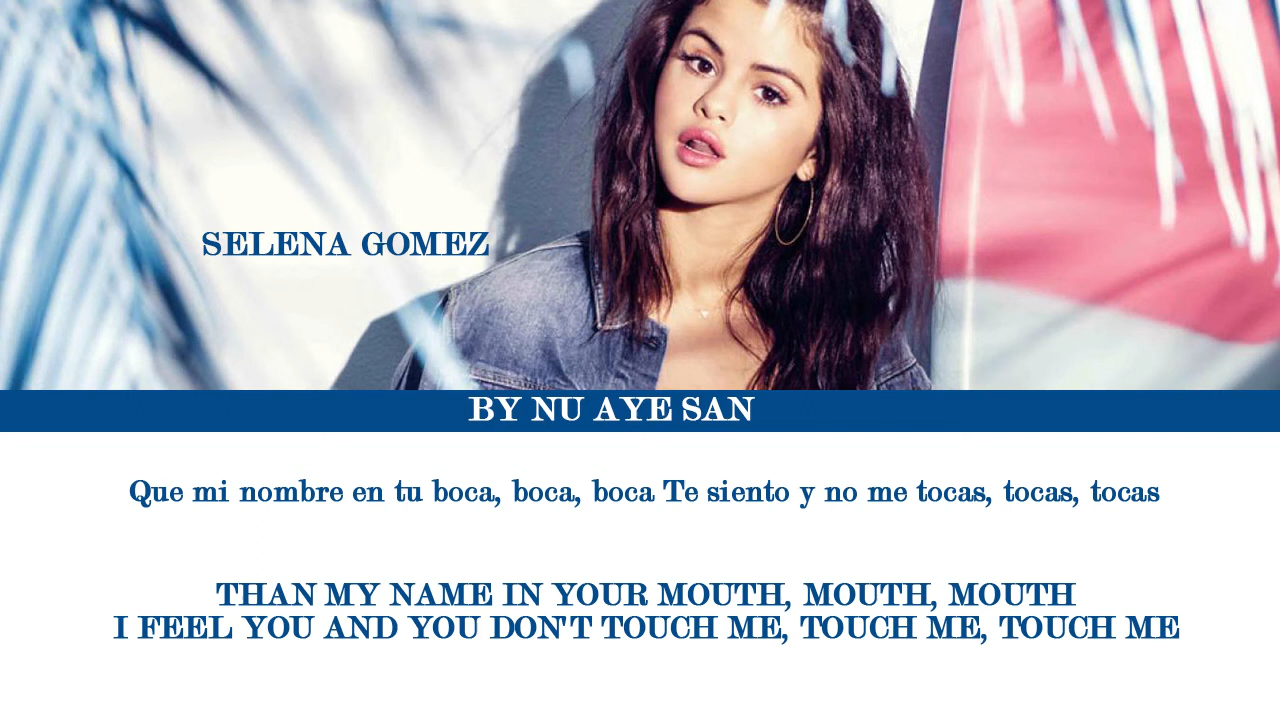 SELENA GOMEZ
BY NU AYE SAN
Que mi nombre en tu boca, boca, boca Te siento y no me tocas, tocas, tocas
THAN MY NAME IN YOUR MOUTH, MOUTH, MOUTH
I FEEL YOU AND YOU DON'T TOUCH ME, TOUCH ME, TOUCH ME